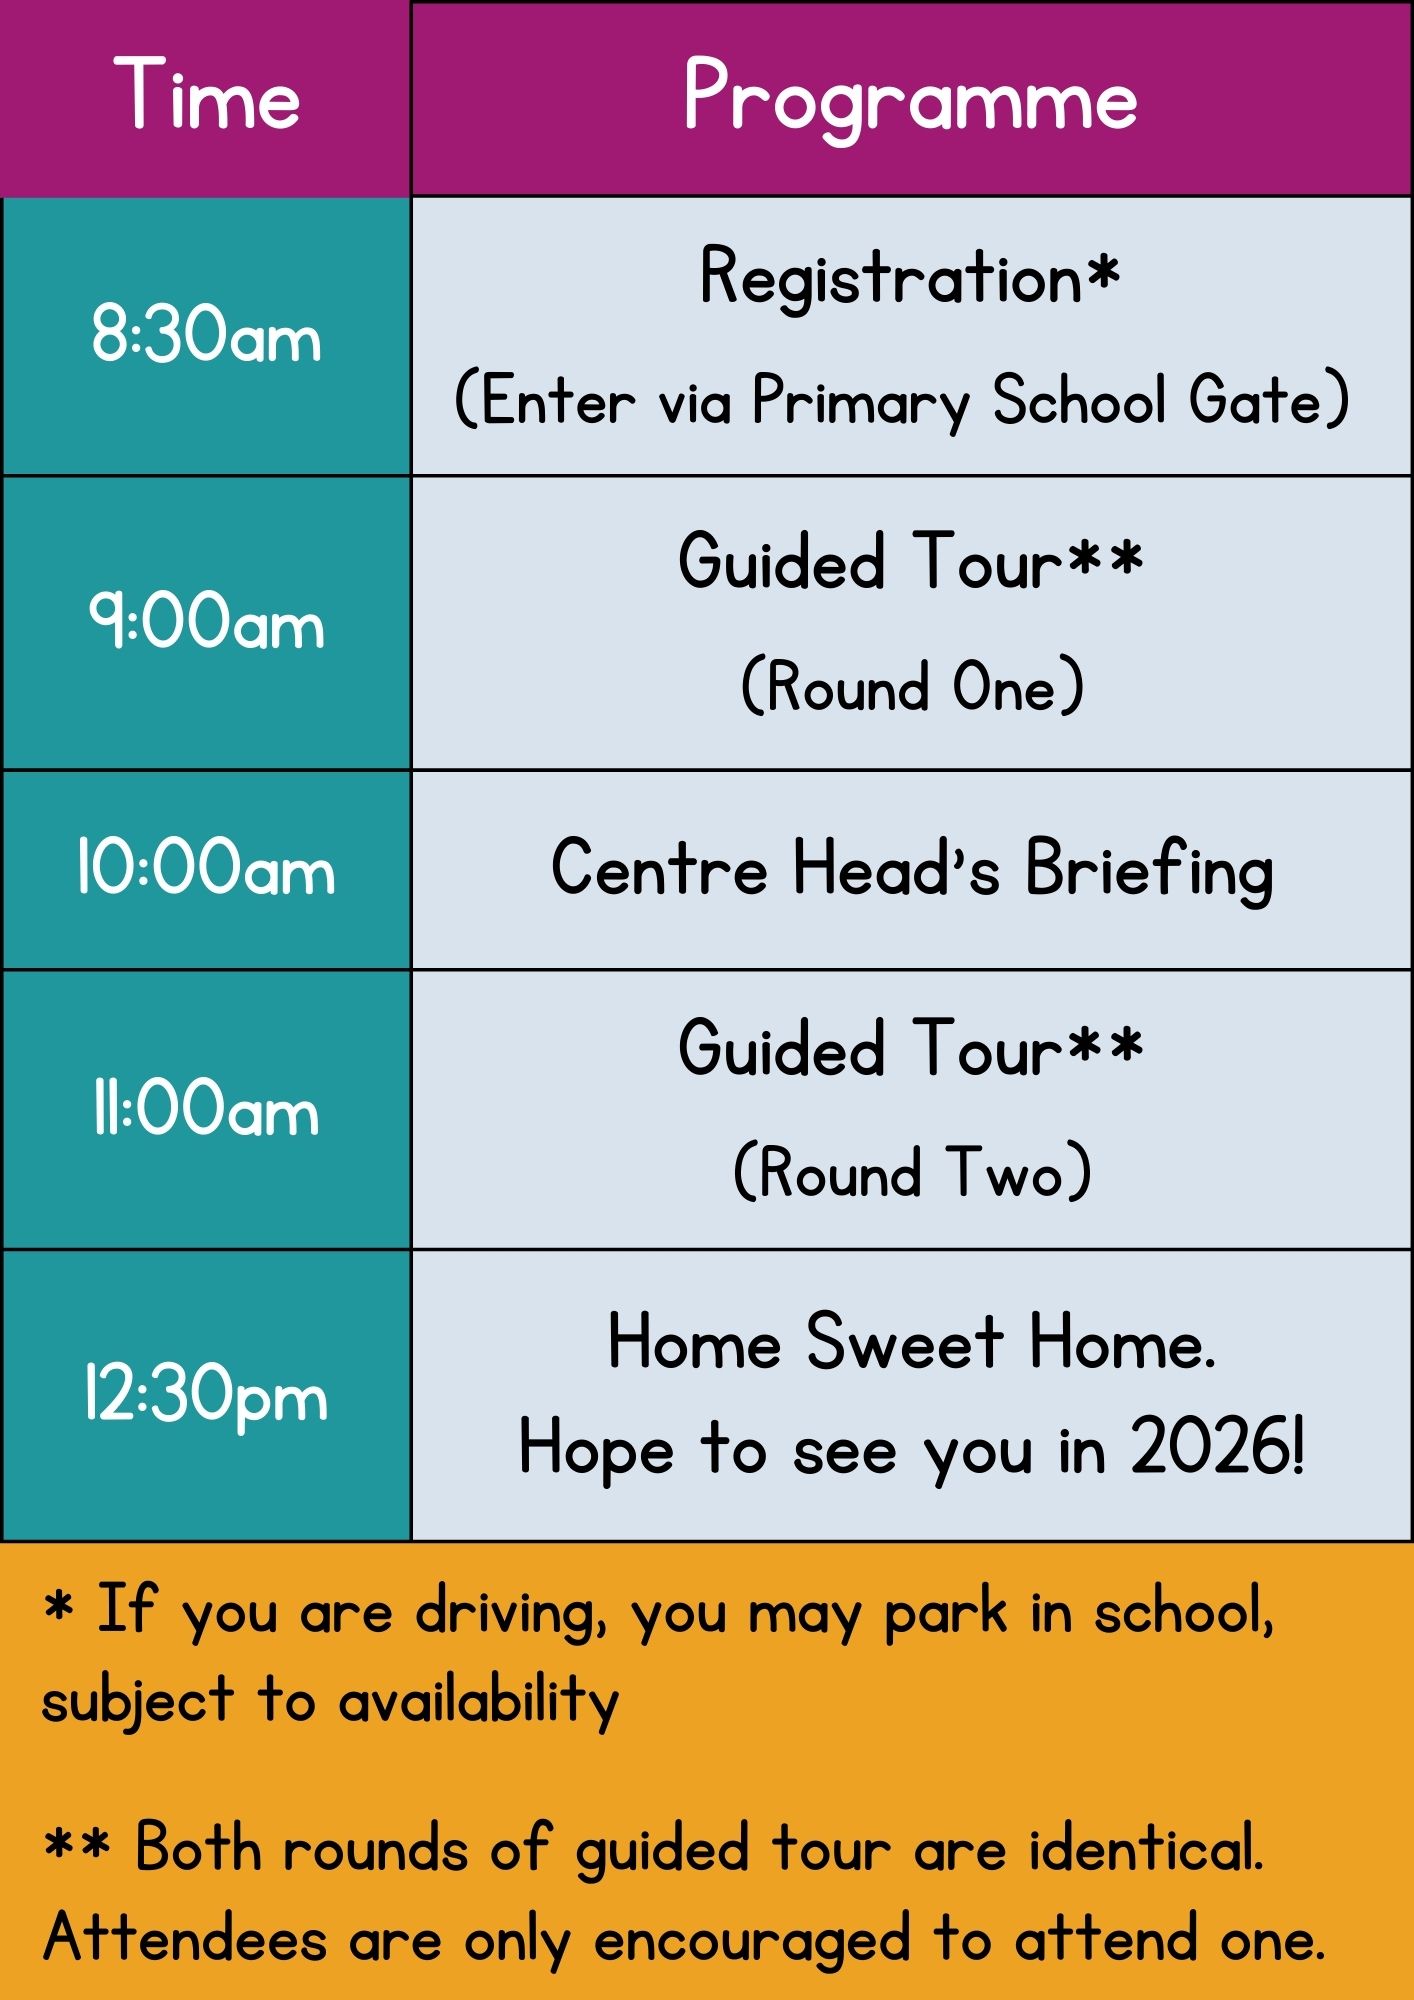 Time
Programme
8:30am
Registration*
(Enter via Primary School Gate)
9:00am
Guided Tour**
(Round One)
10:00am
Centre Head's Briefing
11:00am
Guided Tour**
(Round Two)
12:30pm
Home Sweet Home.
Hope to see you in 2026!
* If you are driving, you may park in school,
subject to availability
** Both rounds of guided tour are identical.
Attendees are only encouraged to attend one.